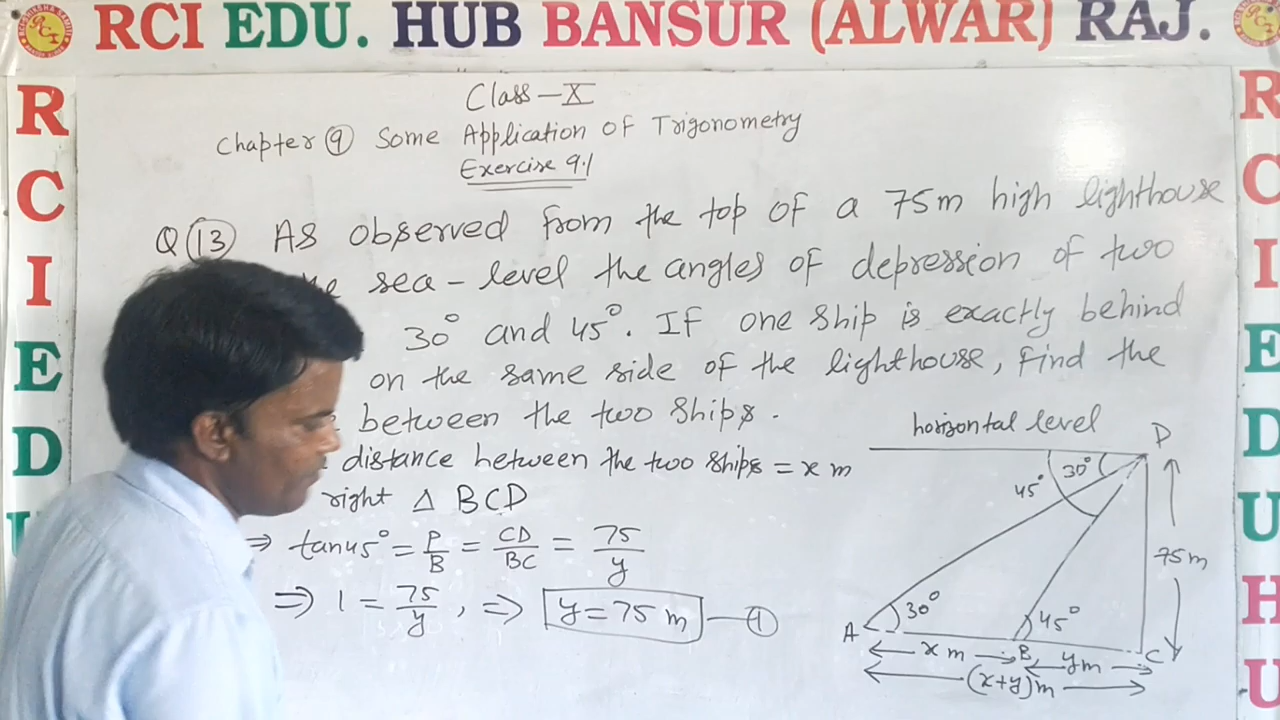 RCI EDU. HUB BANSUR (ALWAR) RAJ.
R
C
I
E
D
R
C
I
E
D
U
H
U
Class-X
Chapter 9 Some Application of Trigonometry
Exercise 9.1
Q 13 As observed from the top of a 75m high lighthouse
sea-level the angles of depression of two
30° and 45°. If one ship is exactly behind
on the same side of the lighthouse, find the
between the two ships.
distance between the two ships = x m
right △ BCD
⇒ tan45° = P/B = CD/BC = 75/y
⇒ 1 = 75/y, ⇒ y = 75 m — 1
horizontal level
D
30°
45°
75m
30°
45°
A
x m
B
y m
C
(x+y)m